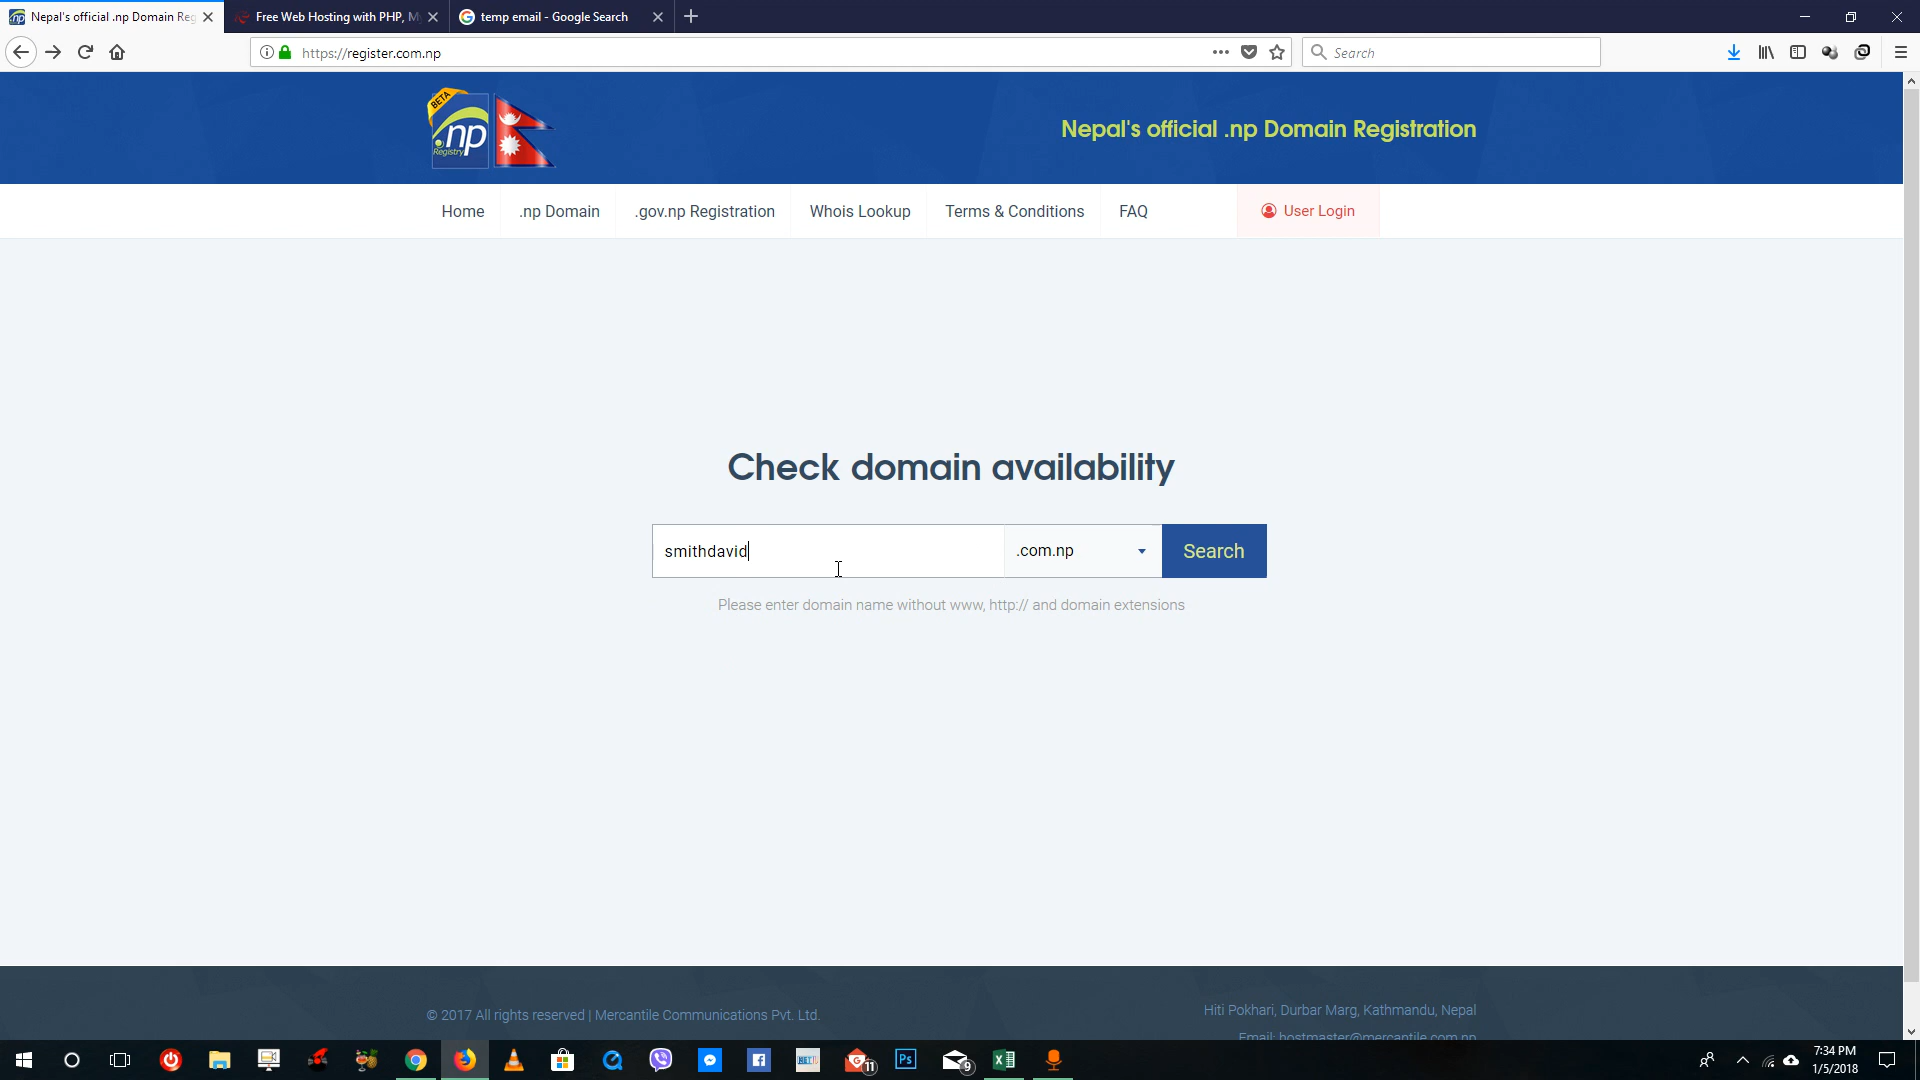 Nepal's official .np Domain Reg
Free Web Hosting with PHP, M
temp email - Google Search
https://register.com.np
Search
BETA
.np
Registry
Nepal's official .np Domain Registration
Home
.np Domain
.gov.np Registration
Whois Lookup
Terms & Conditions
FAQ
User Login
Check domain availability
smithdavid
.com.np
Search
Please enter domain name without www, http:// and domain extensions
© 2017 All rights reserved | Mercantile Communications Pvt. Ltd.
Hiti Pokhari, Durbar Marg, Kathmandu, Nepal
Email: hostmaster@mercantile.com.np
11
Ps
9
7:34 PM
1/5/2018